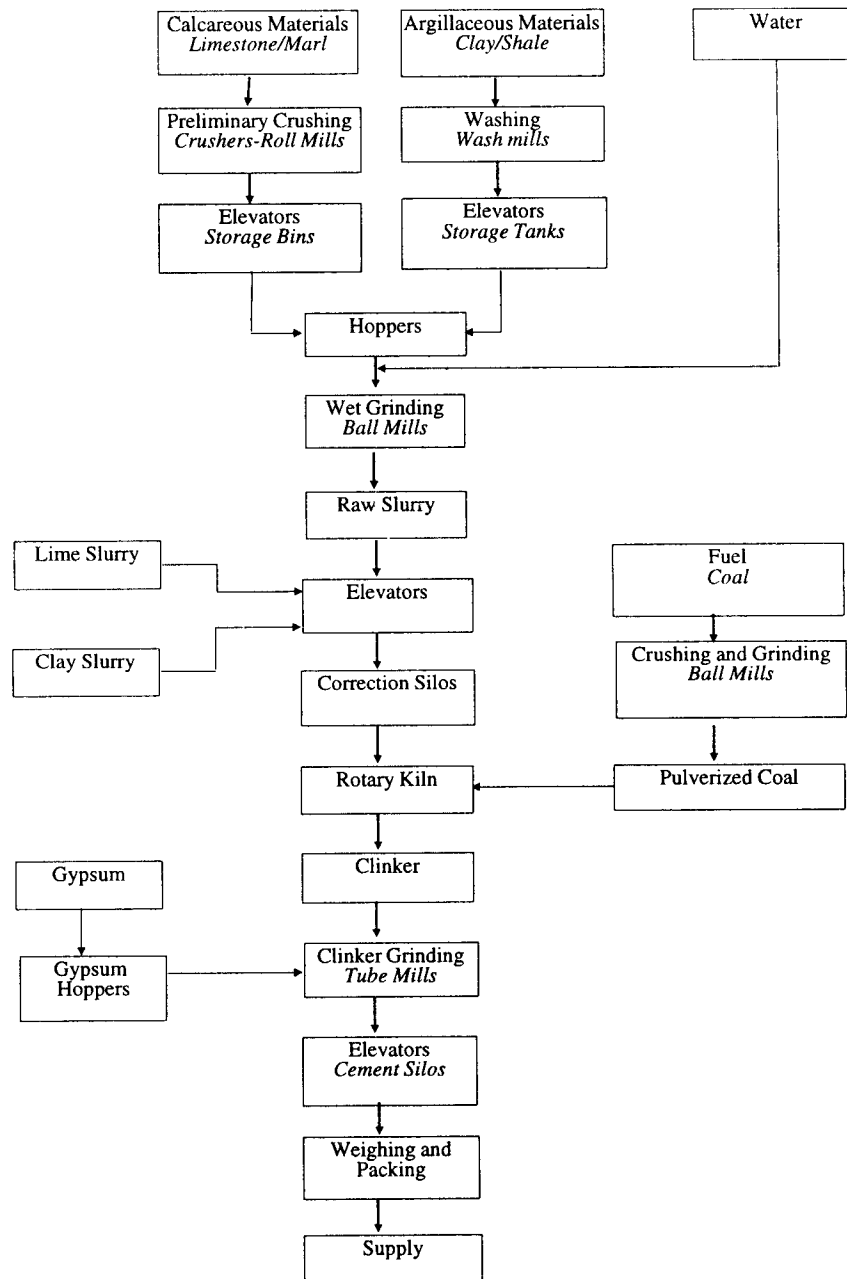 Calcareous Materials
Limestone/Marl
Argillaceous Materials
Clay/Shale
Water
Preliminary Crushing
Crushers-Roll Mills
Washing
Wash mills
Elevators
Storage Bins
Elevators
Storage Tanks
Hoppers
Wet Grinding
Ball Mills
Raw Slurry
Lime Slurry
Fuel
Coal
Elevators
Clay Slurry
Crushing and Grinding
Ball Mills
Correction Silos
Rotary Kiln
Pulverized Coal
Clinker
Gypsum
Clinker Grinding
Tube Mills
Gypsum
Hoppers
Elevators
Cement Silos
Weighing and
Packing
Supply